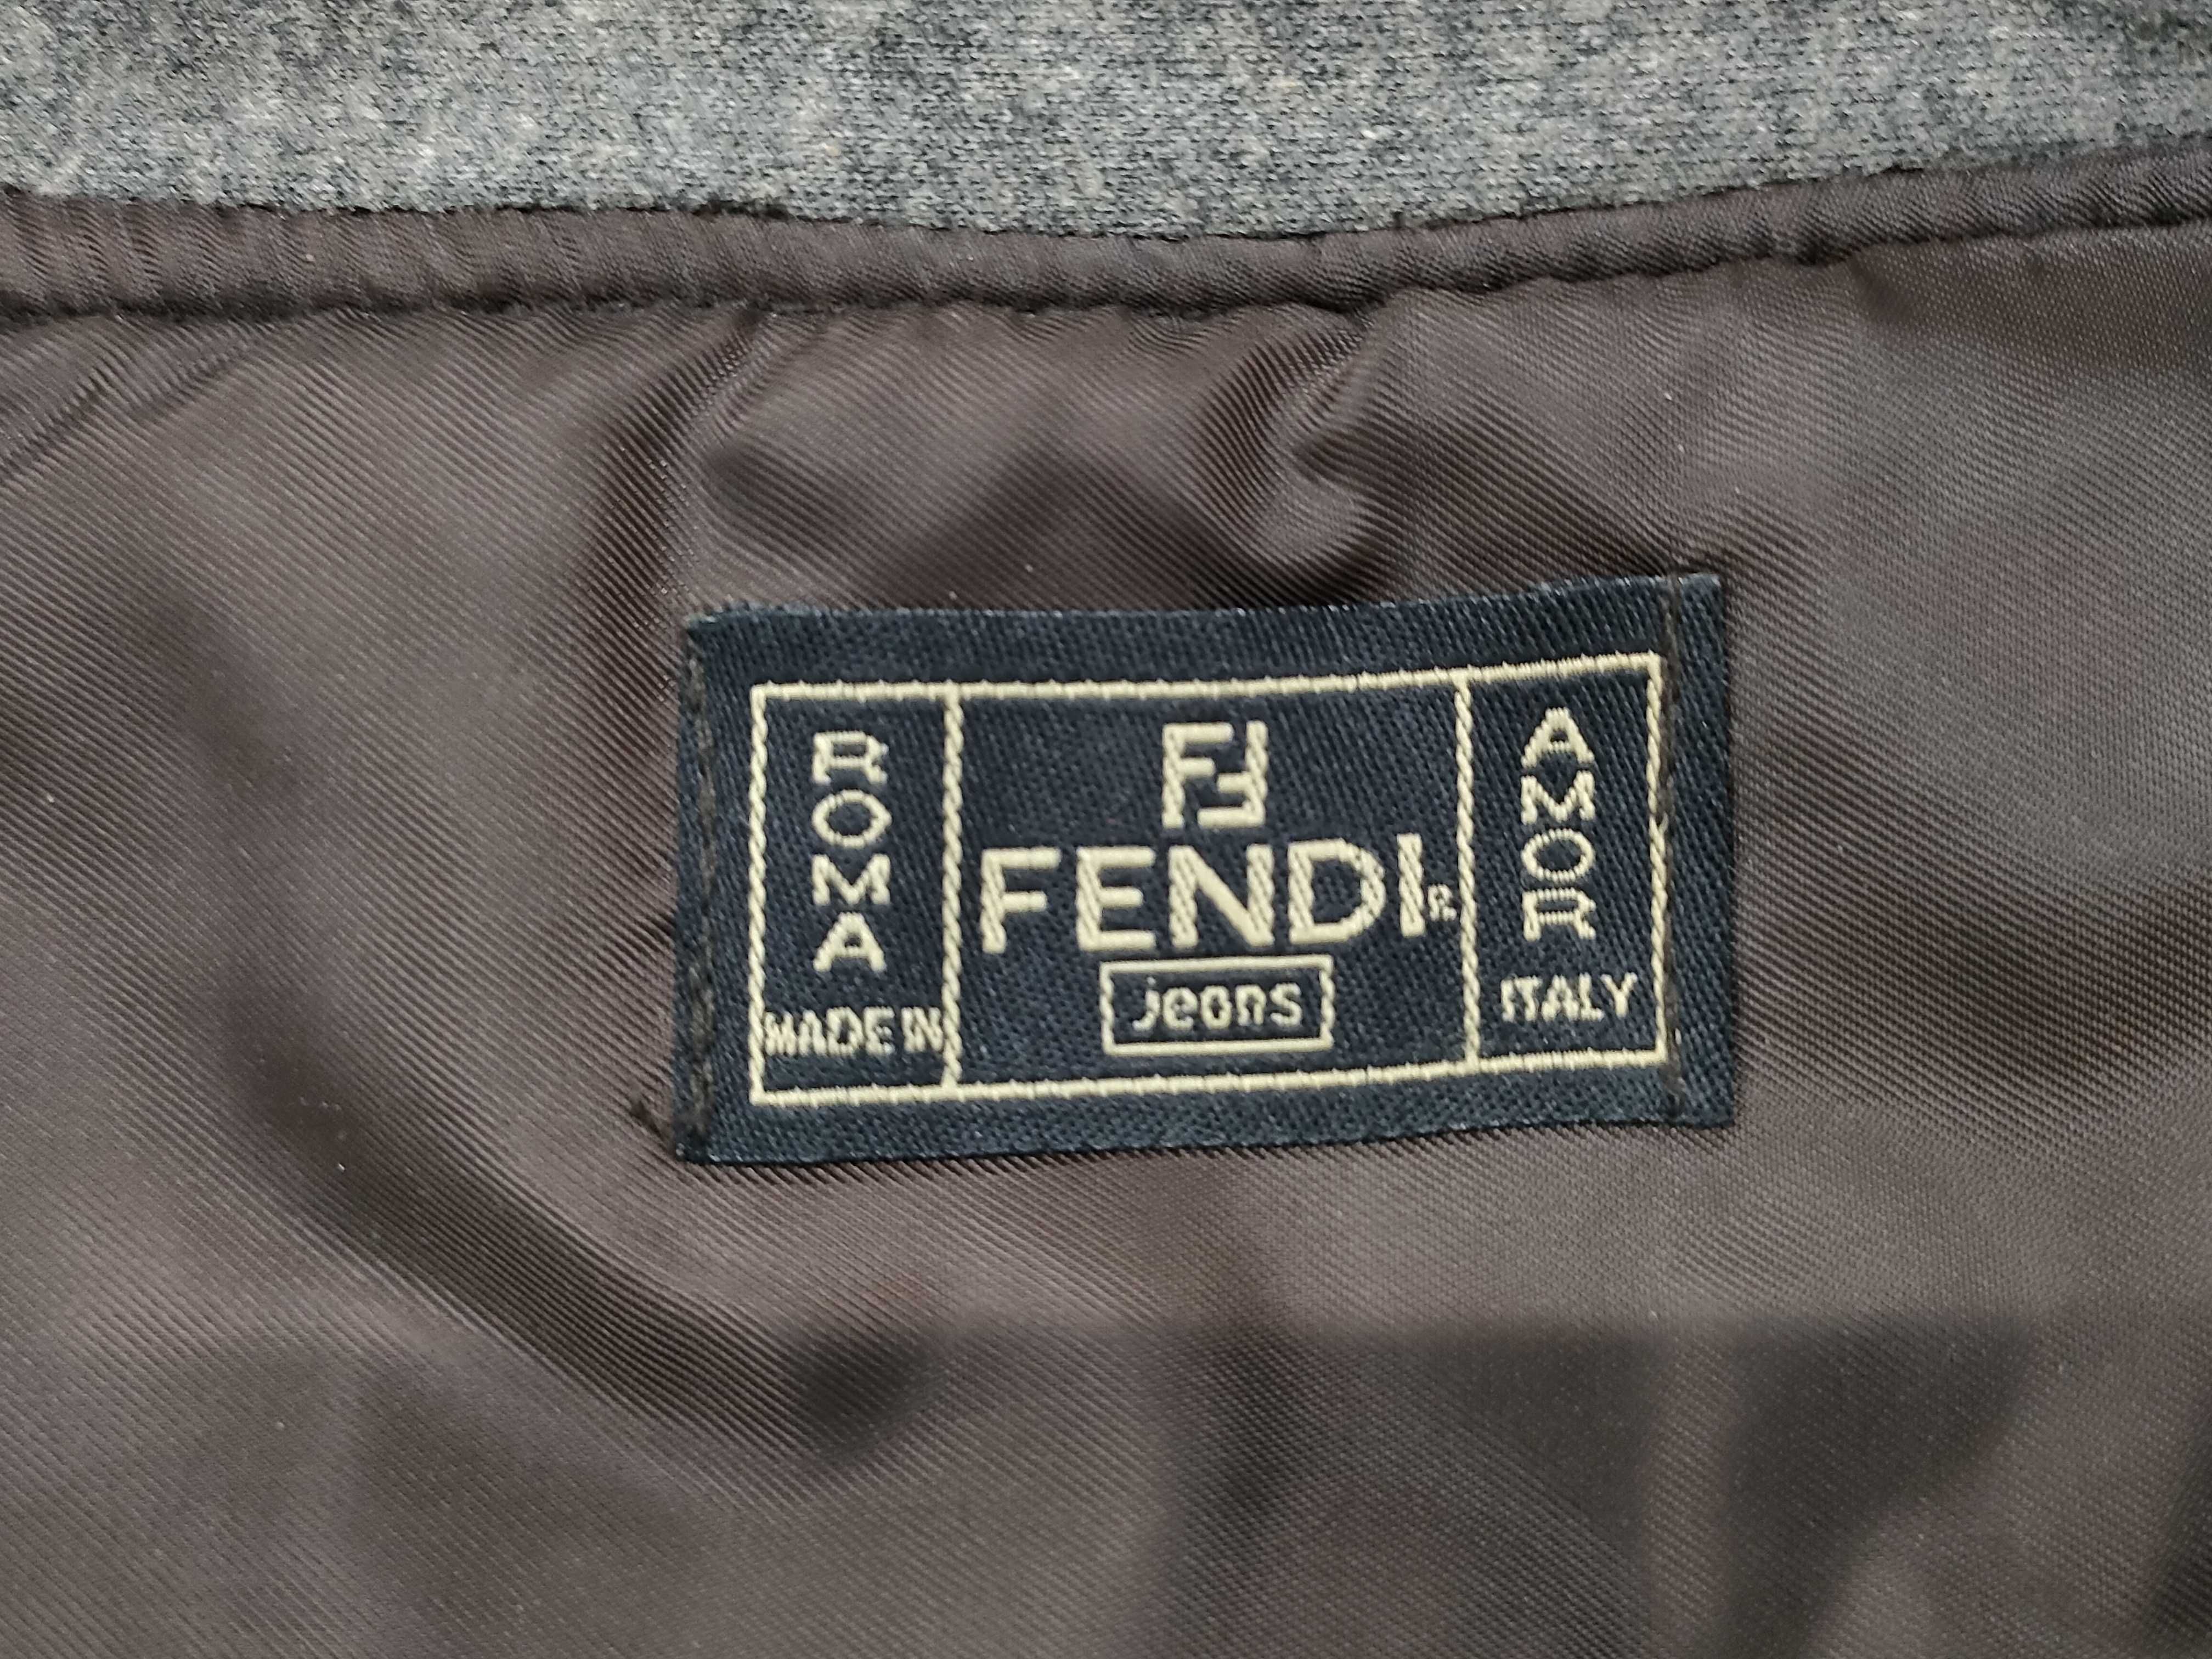 ROMA
MADE IN
FF
FENDI®
jeans
AMOR
ITALY